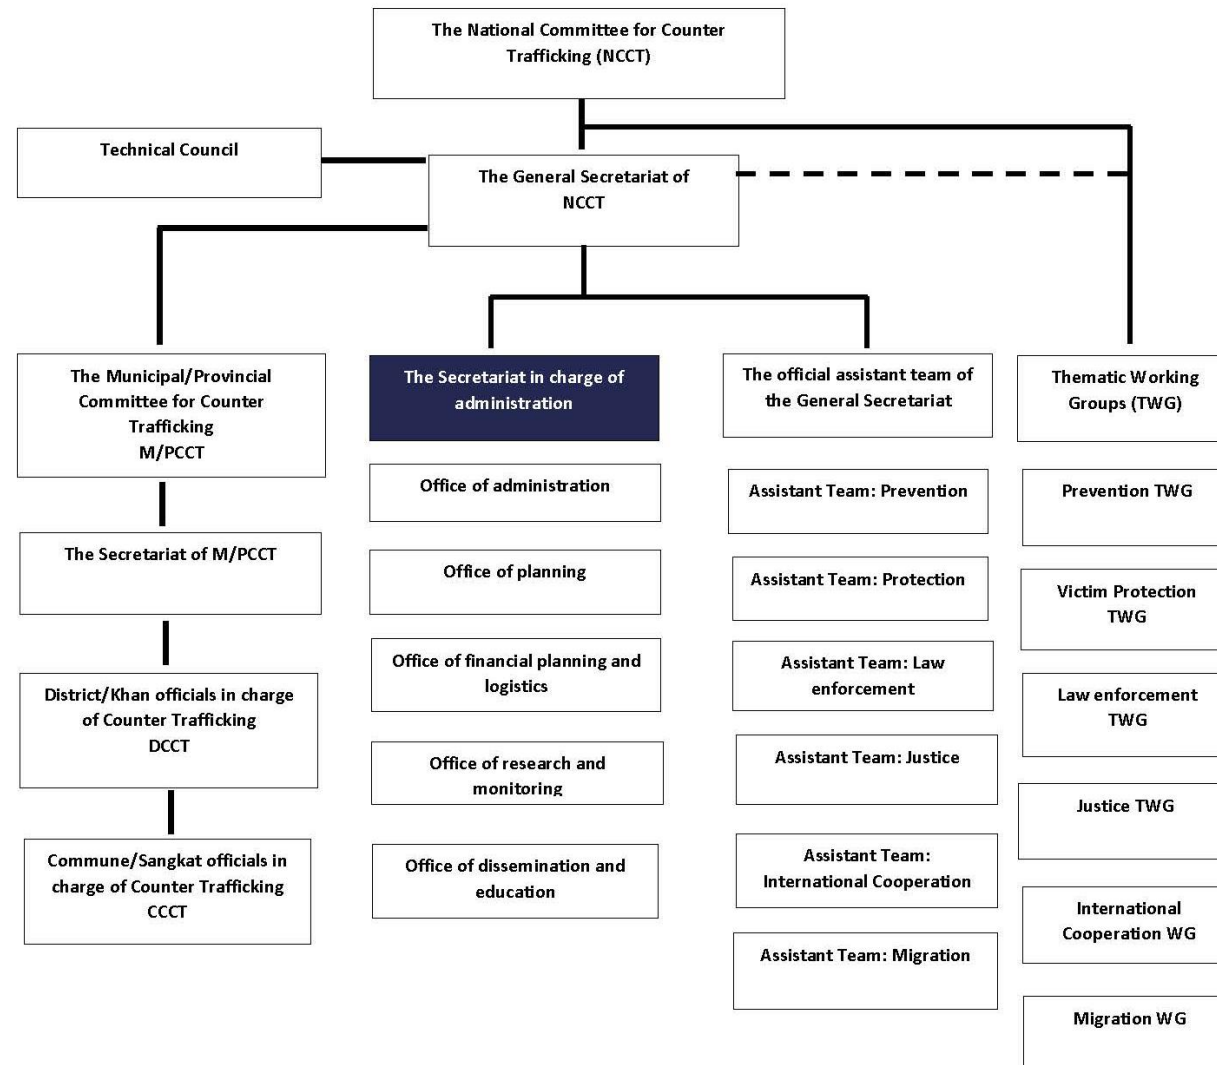 The National Committee for Counter
Trafficking (NCCT)
Technical Council
The General Secretariat of
NCCT
The Municipal/Provincial
Committee for Counter
Trafficking
M/PCCT
The Secretariat of M/PCCT
District/Khan officials in charge
of Counter Trafficking
DCCT
Commune/Sangkat officials in
charge of Counter Trafficking
CCCT
The Secretariat in charge of
administration
Office of administration
Office of planning
Office of financial planning and
logistics
Office of research and
monitoring
Office of dissemination and
education
The official assistant team of
the General Secretariat
Assistant Team: Prevention
Assistant Team: Protection
Assistant Team: Law
enforcement
Assistant Team: Justice
Assistant Team:
International Cooperation
Assistant Team: Migration
Thematic Working
Groups (TWG)
Prevention TWG
Victim Protection
TWG
Law enforcement
TWG
Justice TWG
International
Cooperation WG
Migration WG